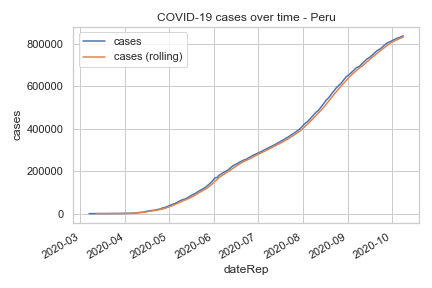 COVID-19 cases over time - Peru
cases
cases (rolling)
800000
600000
400000
200000
0
cases
2020-03
2020-04
2020-05
2020-06
2020-07
2020-08
2020-09
2020-10
dateRep